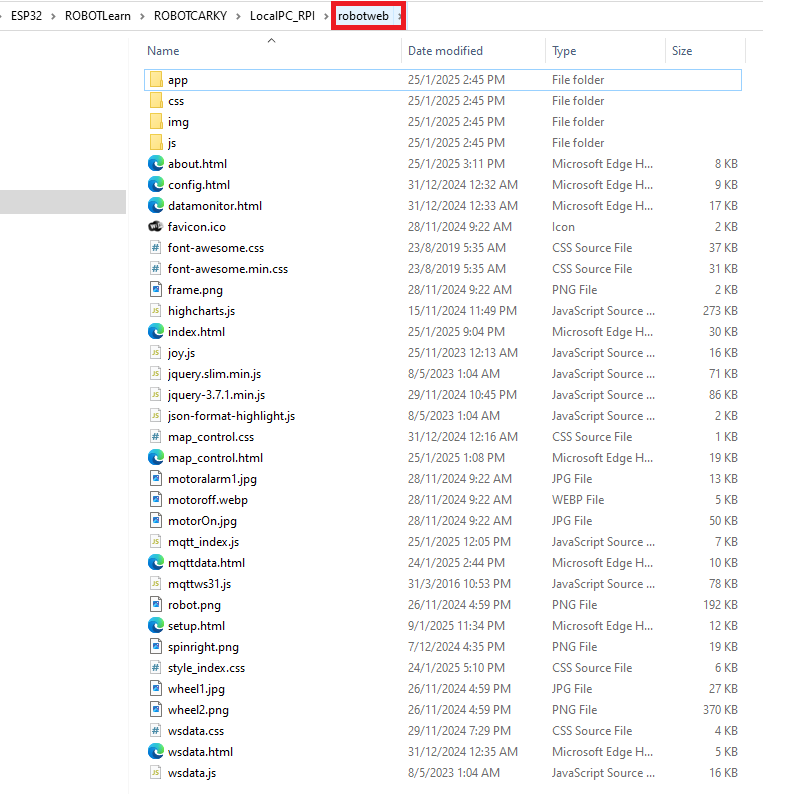 ESP32 > ROBOTLearn > ROBOTCARKY > LocalPC_RPI > robotweb >
Name Date modified Type Size
app 25/1/2025 2:45 PM File folder
css 25/1/2025 2:45 PM File folder
img 25/1/2025 2:45 PM File folder
js 25/1/2025 2:45 PM File folder
about.html 25/1/2025 3:11 PM Microsoft Edge H... 8 KB
config.html 31/12/2024 12:32 AM Microsoft Edge H... 9 KB
datamonitor.html 31/12/2024 12:33 AM Microsoft Edge H... 17 KB
favicon.ico 28/11/2024 9:22 AM Icon 2 KB
font-awesome.css 23/8/2019 5:35 AM CSS Source File 37 KB
font-awesome.min.css 23/8/2019 5:35 AM CSS Source File 31 KB
frame.png 28/11/2024 9:22 AM PNG File 2 KB
highcharts.js 15/11/2024 11:49 PM JavaScript Source ... 273 KB
index.html 25/1/2025 9:04 PM Microsoft Edge H... 30 KB
joy.js 25/11/2023 12:13 AM JavaScript Source ... 16 KB
jquery.slim.min.js 8/5/2023 1:04 AM JavaScript Source ... 71 KB
jquery-3.7.1.min.js 29/11/2024 10:45 PM JavaScript Source ... 86 KB
json-format-highlight.js 8/5/2023 1:04 AM JavaScript Source ... 2 KB
map_control.css 31/12/2024 12:16 AM CSS Source File 1 KB
map_control.html 25/1/2025 1:08 PM Microsoft Edge H... 19 KB
motoralarm1.jpg 28/11/2024 9:22 AM JPG File 13 KB
motoroff.webp 28/11/2024 9:22 AM WEBP File 5 KB
motorOn.jpg 28/11/2024 9:22 AM JPG File 50 KB
mqtt_index.js 25/1/2025 12:05 PM JavaScript Source ... 7 KB
mqttdata.html 24/1/2025 2:44 PM Microsoft Edge H... 10 KB
mqttws31.js 31/3/2016 10:53 PM JavaScript Source ... 78 KB
robot.png 26/11/2024 4:59 PM PNG File 192 KB
setup.html 9/1/2025 11:34 PM Microsoft Edge H... 12 KB
spinright.png 7/12/2024 4:35 PM PNG File 19 KB
style_index.css 24/1/2025 5:10 PM CSS Source File 6 KB
wheel1.jpg 26/11/2024 4:59 PM JPG File 27 KB
wheel2.png 26/11/2024 4:59 PM PNG File 370 KB
wsdata.css 29/11/2024 7:29 PM CSS Source File 4 KB
wsdata.html 31/12/2024 12:35 AM Microsoft Edge H... 5 KB
wsdata.js 8/5/2023 1:04 AM JavaScript Source ... 16 KB